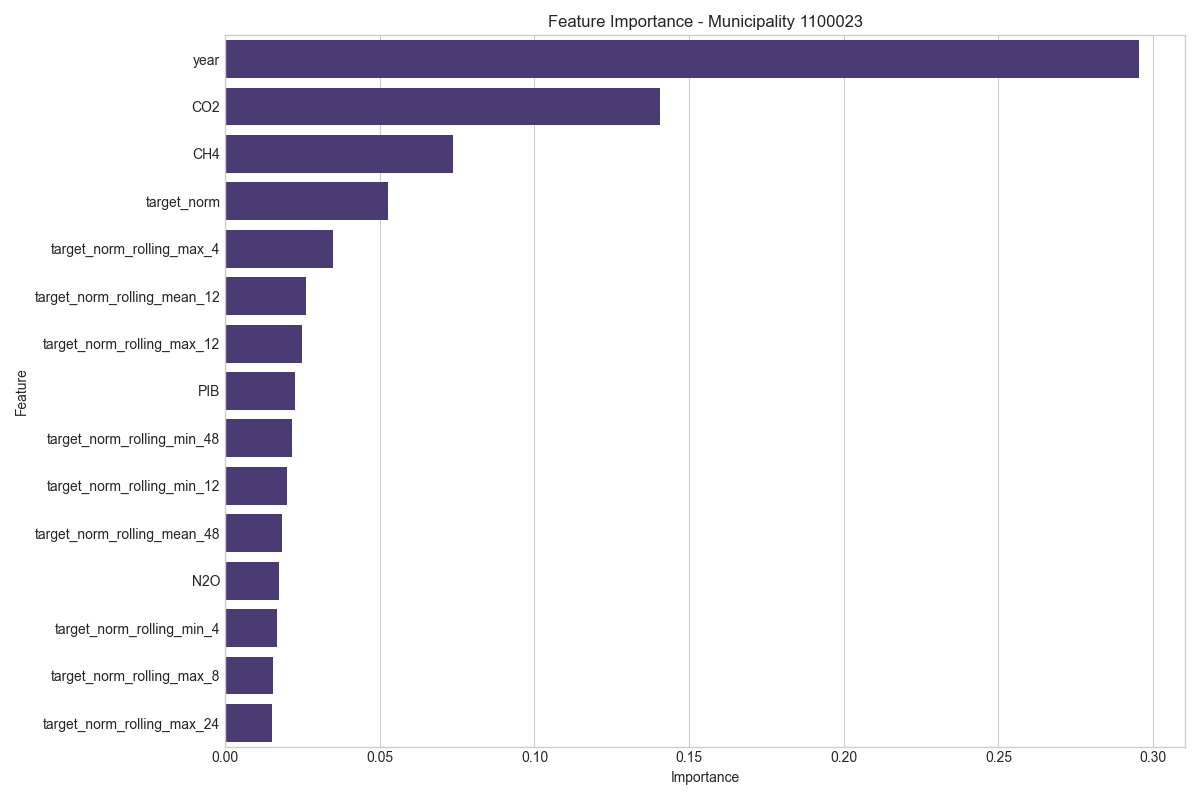 Feature Importance - Municipality 1100023
year
CO2
CH4
target_norm
target_norm_rolling_max_4
target_norm_rolling_mean_12
target_norm_rolling_max_12
PIB
target_norm_rolling_min_48
target_norm_rolling_min_12
target_norm_rolling_mean_48
N2O
target_norm_rolling_min_4
target_norm_rolling_max_8
target_norm_rolling_max_24
Feature
0.00 0.05 0.10 0.15 0.20 0.25 0.30
Importance